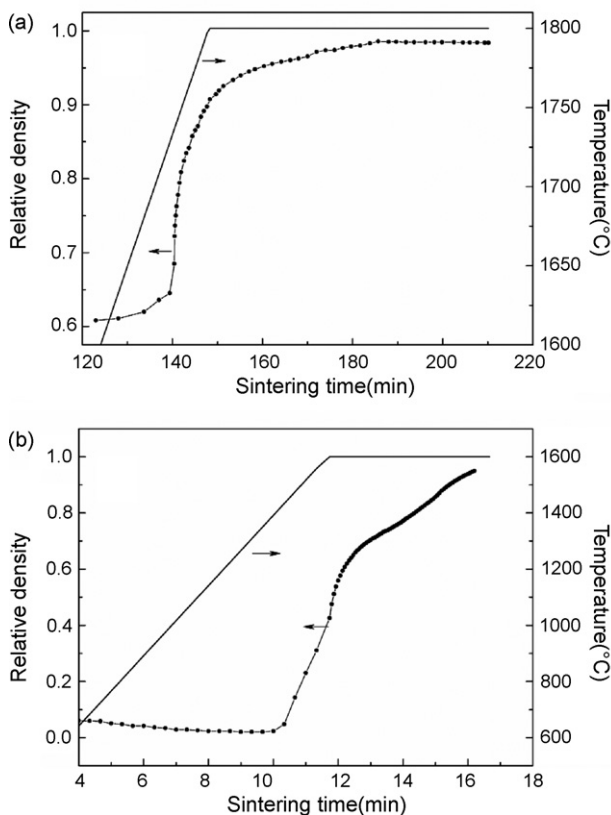 (a)
1.0
0.9
0.8
0.7
0.6
Relative density
1800
1750
1700
1650
1600
Temperature(°C)
120 140 160 180 200 220
Sintering time(min)
(b)
1.0
0.8
0.6
0.4
0.2
0.0
Relative density
1600
1400
1200
1000
800
600
Temperature(°C)
4 6 8 10 12 14 16 18
Sintering time(min)